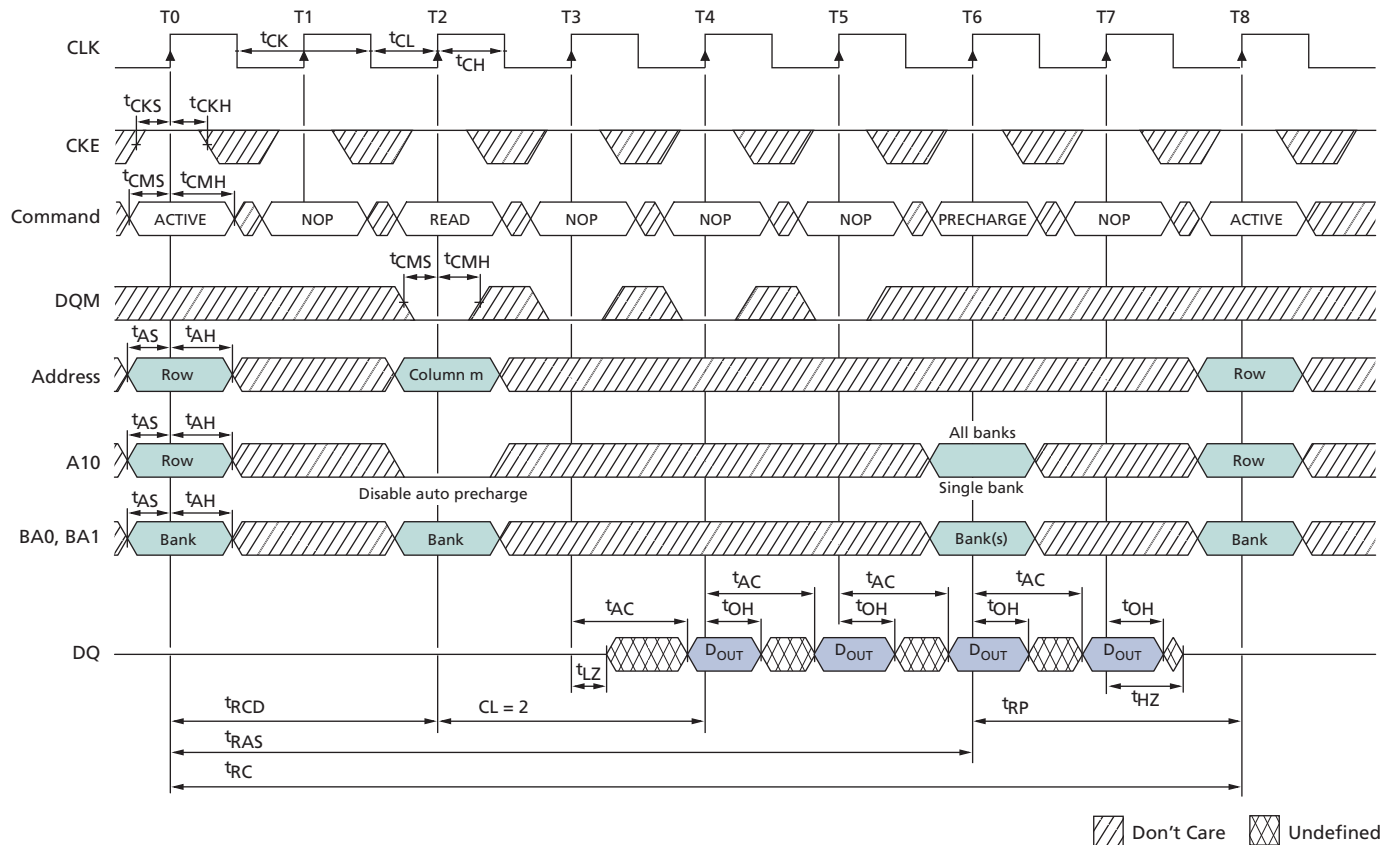 T0 T1 T2 T3 T4 T5 T6 T7 T8
CLK tCK tCL tCH
tCKS tCKH
CKE
tCMS tCMH
Command ACTIVE NOP READ NOP NOP NOP PRECHARGE NOP ACTIVE
tCMS tCMH
DQM
tAS tAH
Address Row Column m Row
tAS tAH
All banks
A10 Row Row
Disable auto precharge Single bank
tAS tAH
BA0, BA1 Bank Bank Bank(s) Bank
tAC tAC tAC
tAC tOH tOH tOH tOH
DQ DOUT DOUT DOUT DOUT
tLZ tHZ
tRCD CL = 2 tRP
tRAS
tRC
Don't Care Undefined